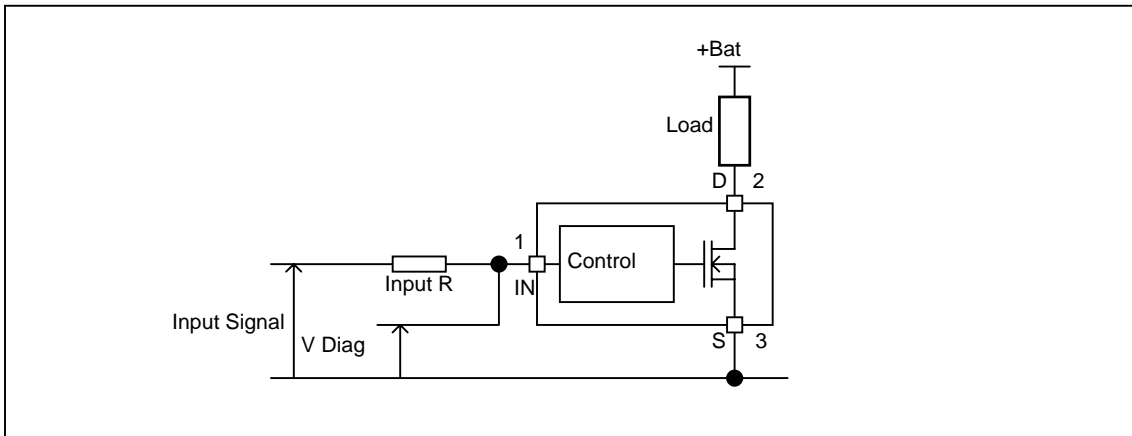 +Bat
Load
D 2
1
Control
Input R
IN
Input Signal
V Diag
S 3